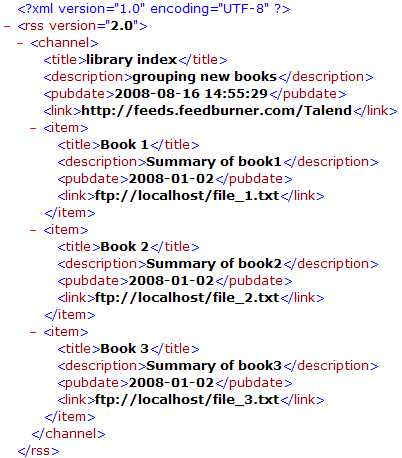 <?xml version="1.0" encoding="UTF-8" ?>
– <rss version="2.0">
– <channel>
<title>library index</title>
<description>grouping new books</description>
<pubdate>2008-08-16 14:55:29</pubdate>
<link>http://feeds.feedburner.com/Talend</link>
– <item>
<title>Book 1</title>
<description>Summary of book1</description>
<pubdate>2008-01-02</pubdate>
<link>ftp://localhost/file_1.txt</link>
</item>
– <item>
<title>Book 2</title>
<description>Summary of book2</description>
<pubdate>2008-01-02</pubdate>
<link>ftp://localhost/file_2.txt</link>
</item>
– <item>
<title>Book 3</title>
<description>Summary of book3</description>
<pubdate>2008-01-02</pubdate>
<link>ftp://localhost/file_3.txt</link>
</item>
</channel>
</rss>